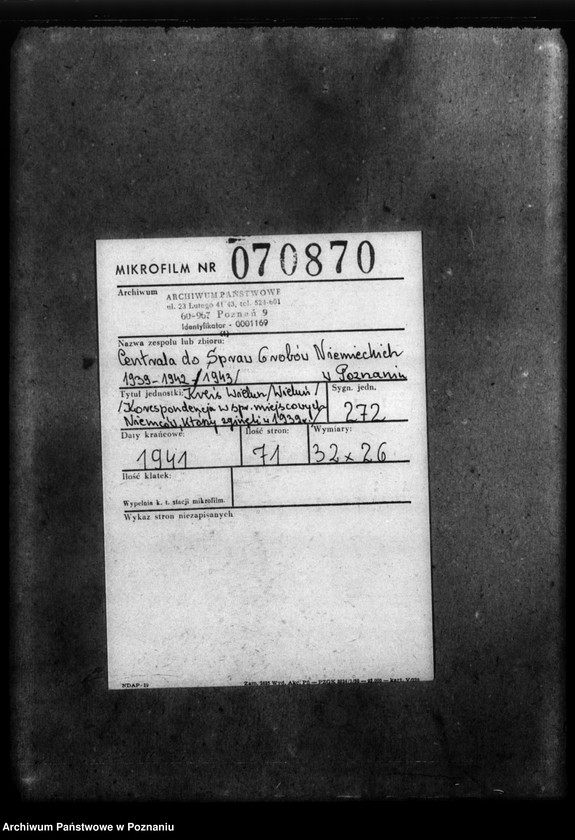 MIKROFILM NR 070870
Archiwum
ARCHIWUM PAŃSTWOWE
ul. 23 Lutego 41/43, tel. 524-601
60-967 Poznań 9
Identyfikator - 0001169
Nazwa zespołu lub zbioru:
Centrala do Spraw Grobów Niemieckich
1939-1942 /1943/ w Poznaniu
Tytuł jednostki: Kreis Wielun /Wieluń/
/Korespondencja w spr. miejscowych
Niemców, którzy zginęli w 1939 r./
Sygn. jedn.
272
Daty krańcowe:
1941
Ilość stron:
71
Wymiary:
32 x 26
Ilość klatek:
Wypełnia k. t. stacji mikrofilm.
Wykaz stron niezapisanych
NDAP-20
Archiwum Państwowe w Poznaniu